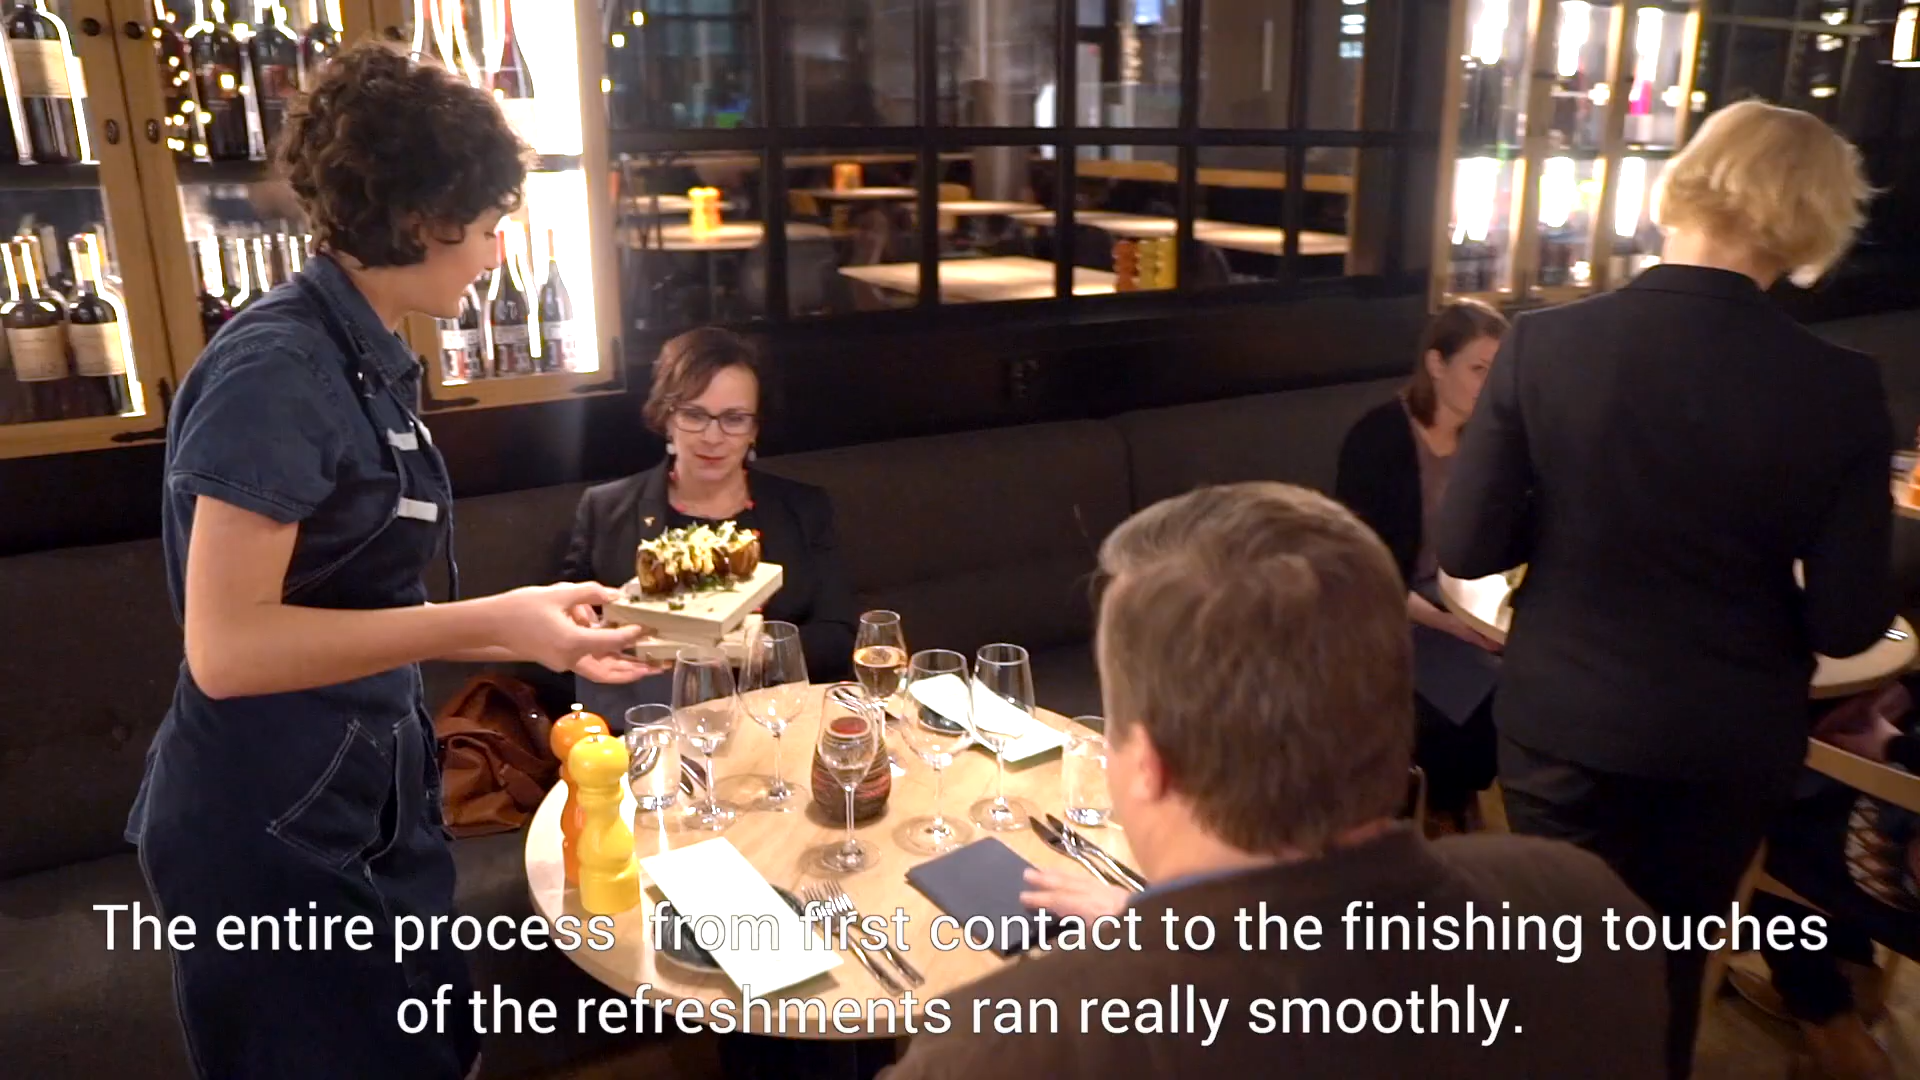 The entire process from first contact to the finishing touches
of the refreshments ran really smoothly.